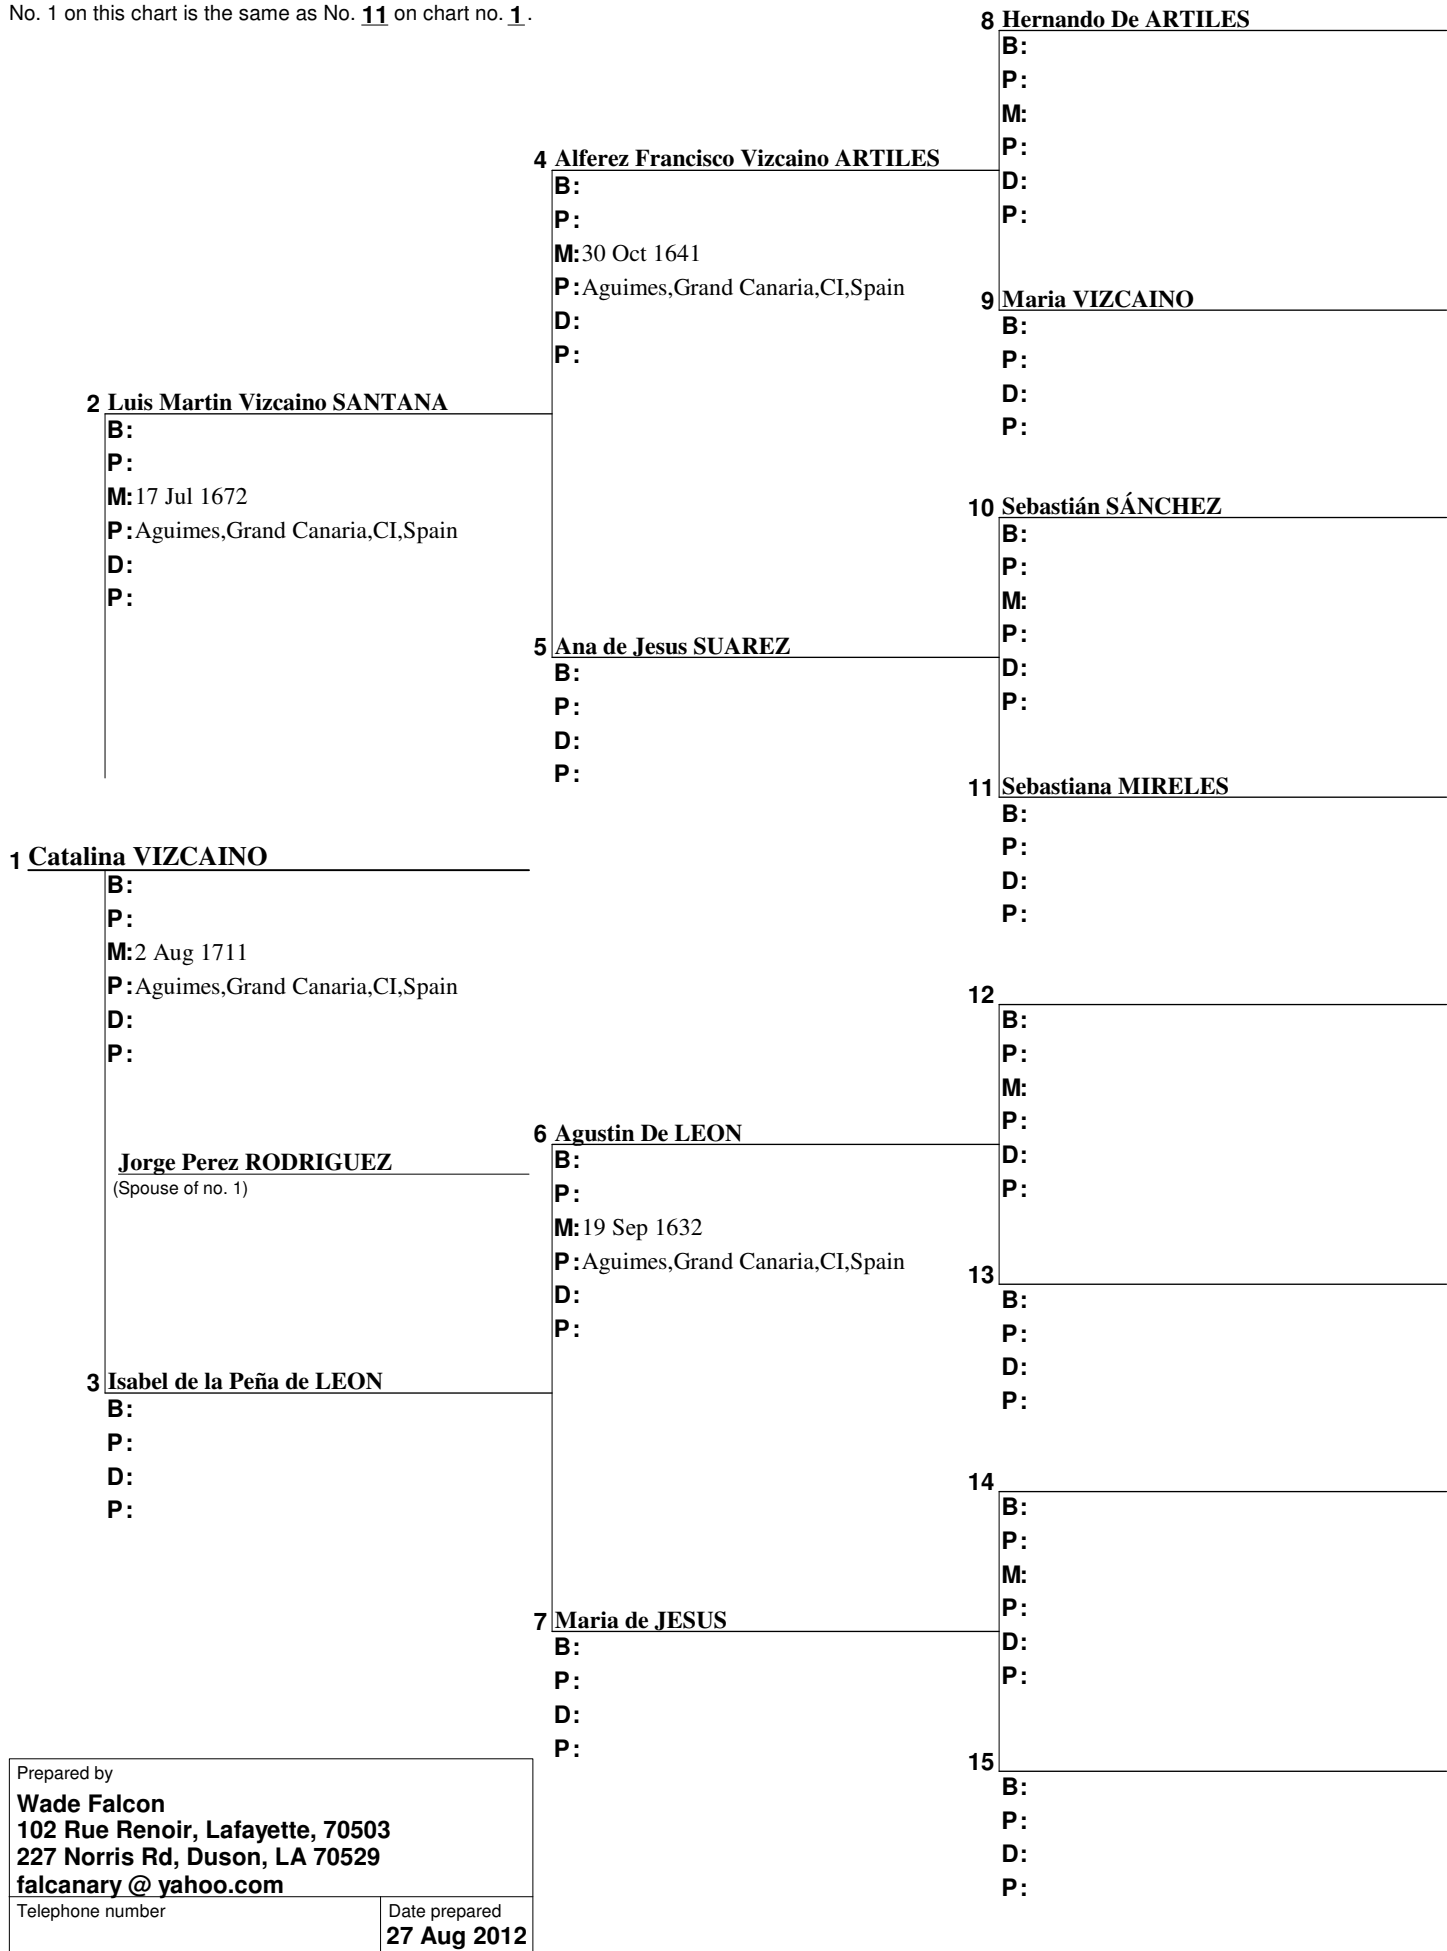 No. 1 on this chart is the same as No. 11 on chart no. 1 .
8 Hernando De ARTILES
B:
P:
M:
P:
D:
P:
4 Alferez Francisco Vizcaino ARTILES
B:
P:
M:30 Oct 1641
P:Aguimes,Grand Canaria,CI,Spain
D:
P:
9 Maria VIZCAINO
B:
P:
D:
P:
2 Luis Martin Vizcaino SANTANA
B:
P:
M:17 Jul 1672
P:Aguimes,Grand Canaria,CI,Spain
D:
P:
10 Sebastián SÁNCHEZ
B:
P:
M:
P:
D:
P:
5 Ana de Jesus SUAREZ
B:
P:
D:
P:
11 Sebastiana MIRELES
B:
P:
D:
P:
1 Catalina VIZCAINO
B:
P:
M:2 Aug 1711
P:Aguimes,Grand Canaria,CI,Spain
D:
P:
Jorge Perez RODRIGUEZ
(Spouse of no. 1)
12
B:
P:
M:
P:
D:
P:
6 Agustin De LEON
B:
P:
M:19 Sep 1632
P:Aguimes,Grand Canaria,CI,Spain
D:
P:
13
B:
P:
D:
P:
3 Isabel de la Peña de LEON
B:
P:
D:
P:
14
B:
P:
M:
P:
D:
P:
7 Maria de JESUS
B:
P:
D:
P:
15
B:
P:
D:
P:
Prepared by
Wade Falcon
102 Rue Renoir, Lafayette, 70503
227 Norris Rd, Duson, LA 70529
falcanary @ yahoo.com
Telephone number
Date prepared
27 Aug 2012